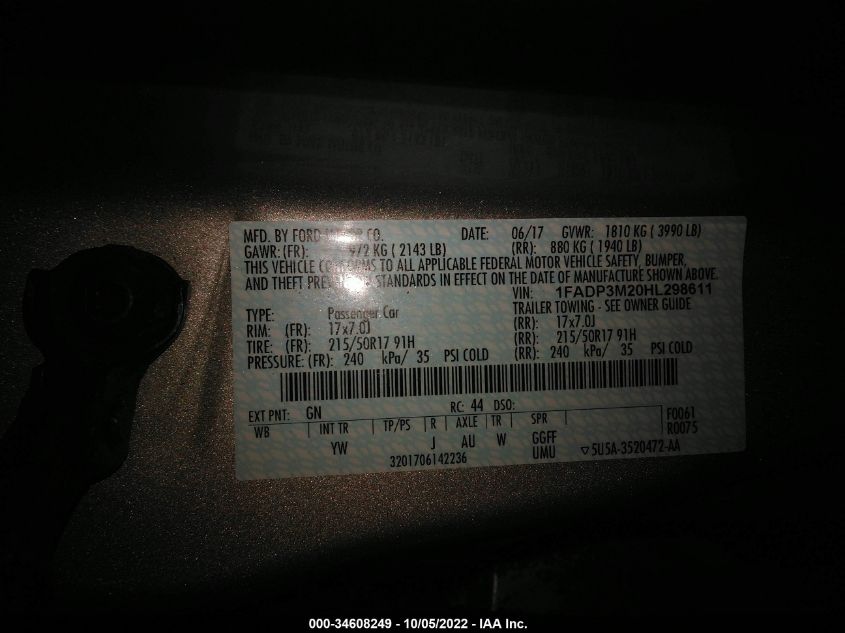 MFD. BY FORD MOTOR CO. DATE: 06/17 GVWR: 1810 KG ( 3990 LB)
GAWR: (FR): 972 KG ( 2143 LB) (RR): 880 KG ( 1940 LB)
THIS VEHICLE CONFORMS TO ALL APPLICABLE FEDERAL MOTOR VEHICLE SAFETY, BUMPER,
AND THEFT PREVENTION STANDARDS IN EFFECT ON THE DATE OF MANUFACTURE SHOWN ABOVE.
VIN: 1FADP3M20HL298611
TYPE: Passenger Car TRAILER TOWING - SEE OWNER GUIDE
RIM: (FR): 17x7.0J (RR): 17x7.0J
TIRE: (FR): 215/50R17 91H (RR): 215/50R17 91H
PRESSURE: (FR): 240 kPa/ 35 PSI COLD (RR): 240 kPa/ 35 PSI COLD
EXT PNT: GN RC: 44 DSO: F0061
WB INT TR TP/PS R AXLE TR SPR R0075
YW J AU W GGFF
3201706142236 UMU ▽5U5A-3520472-AA
000-34608249 - 10/05/2022 - IAA Inc.